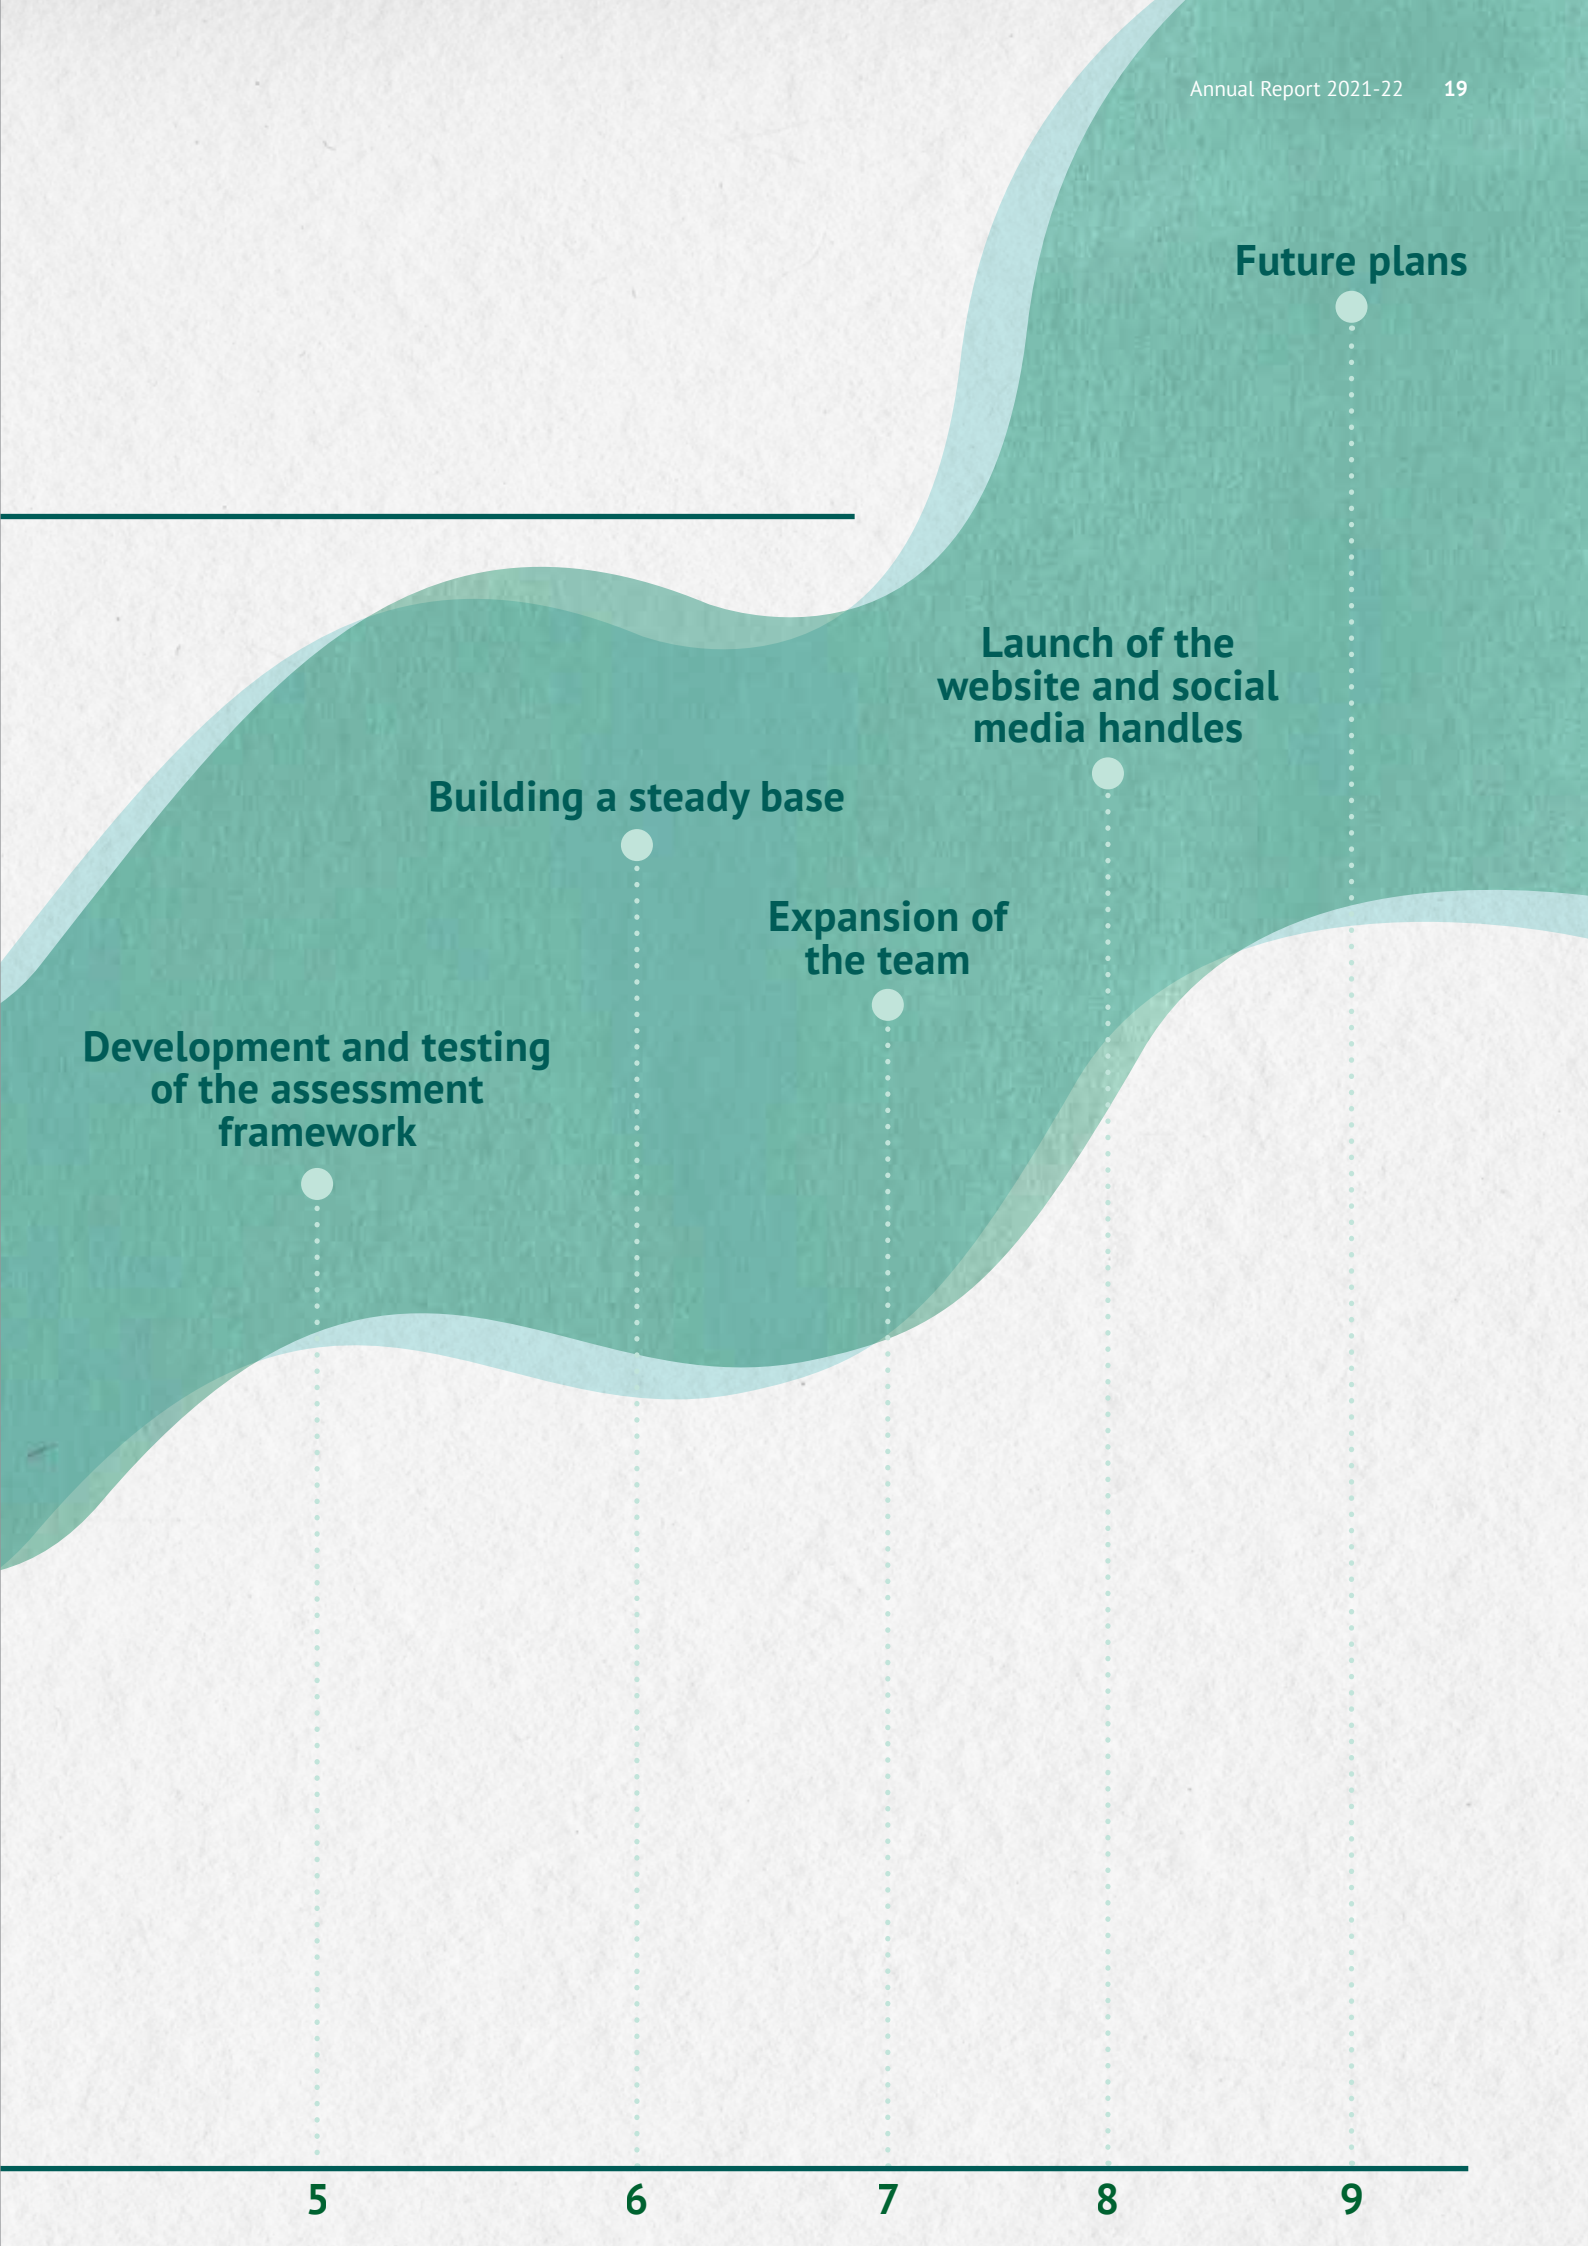 Annual Report 2021-22 19
Future plans
Launch of the
website and social
media handles
Building a steady base
Expansion of
the team
Development and testing
of the assessment
framework
5 6 7 8 9